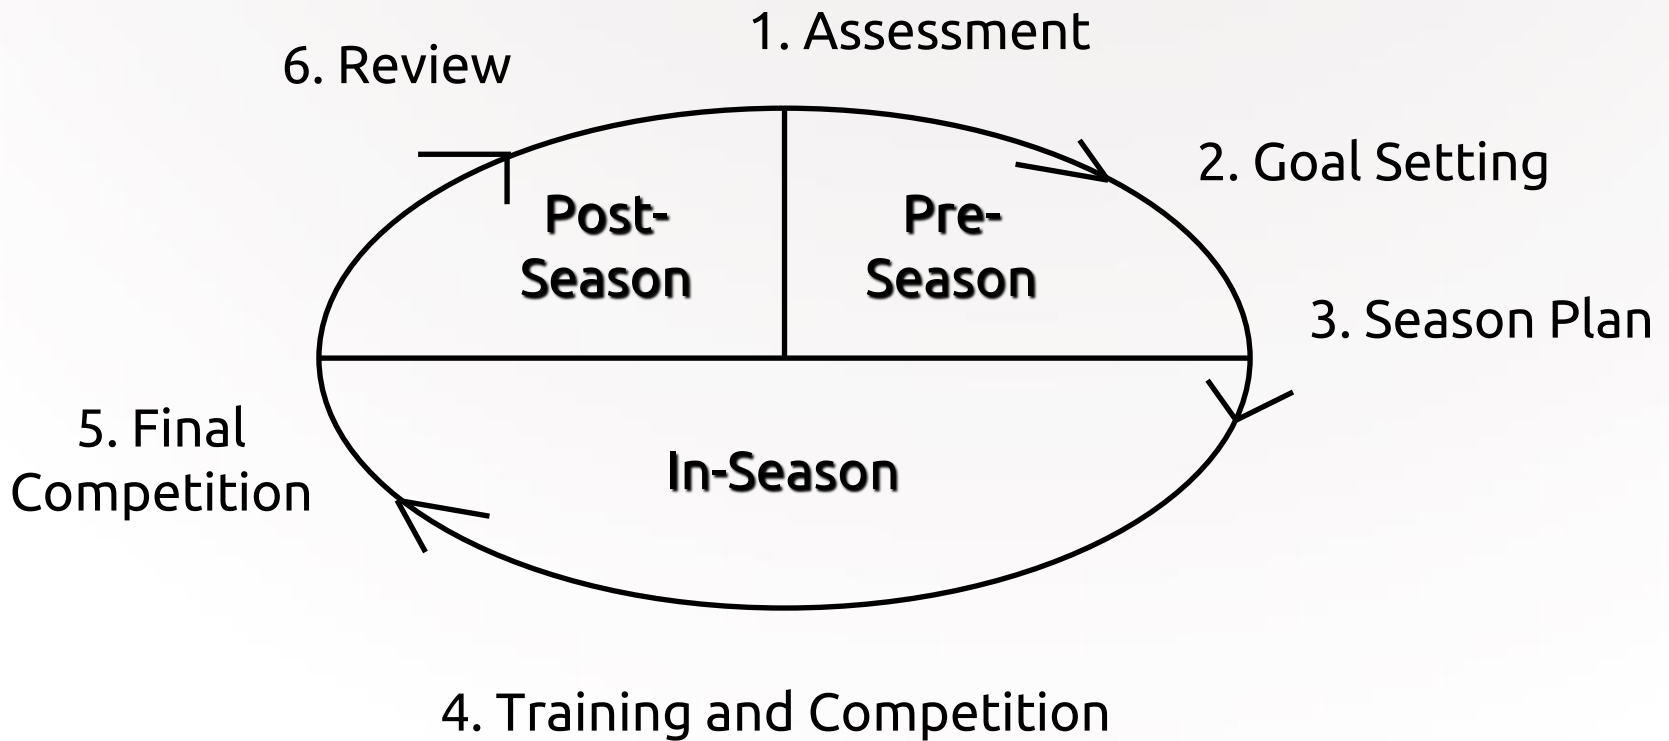 1. Assessment
6. Review
2. Goal Setting
Post-
Season
Pre-
Season
3. Season Plan
5. Final
Competition
In-Season
4. Training and Competition